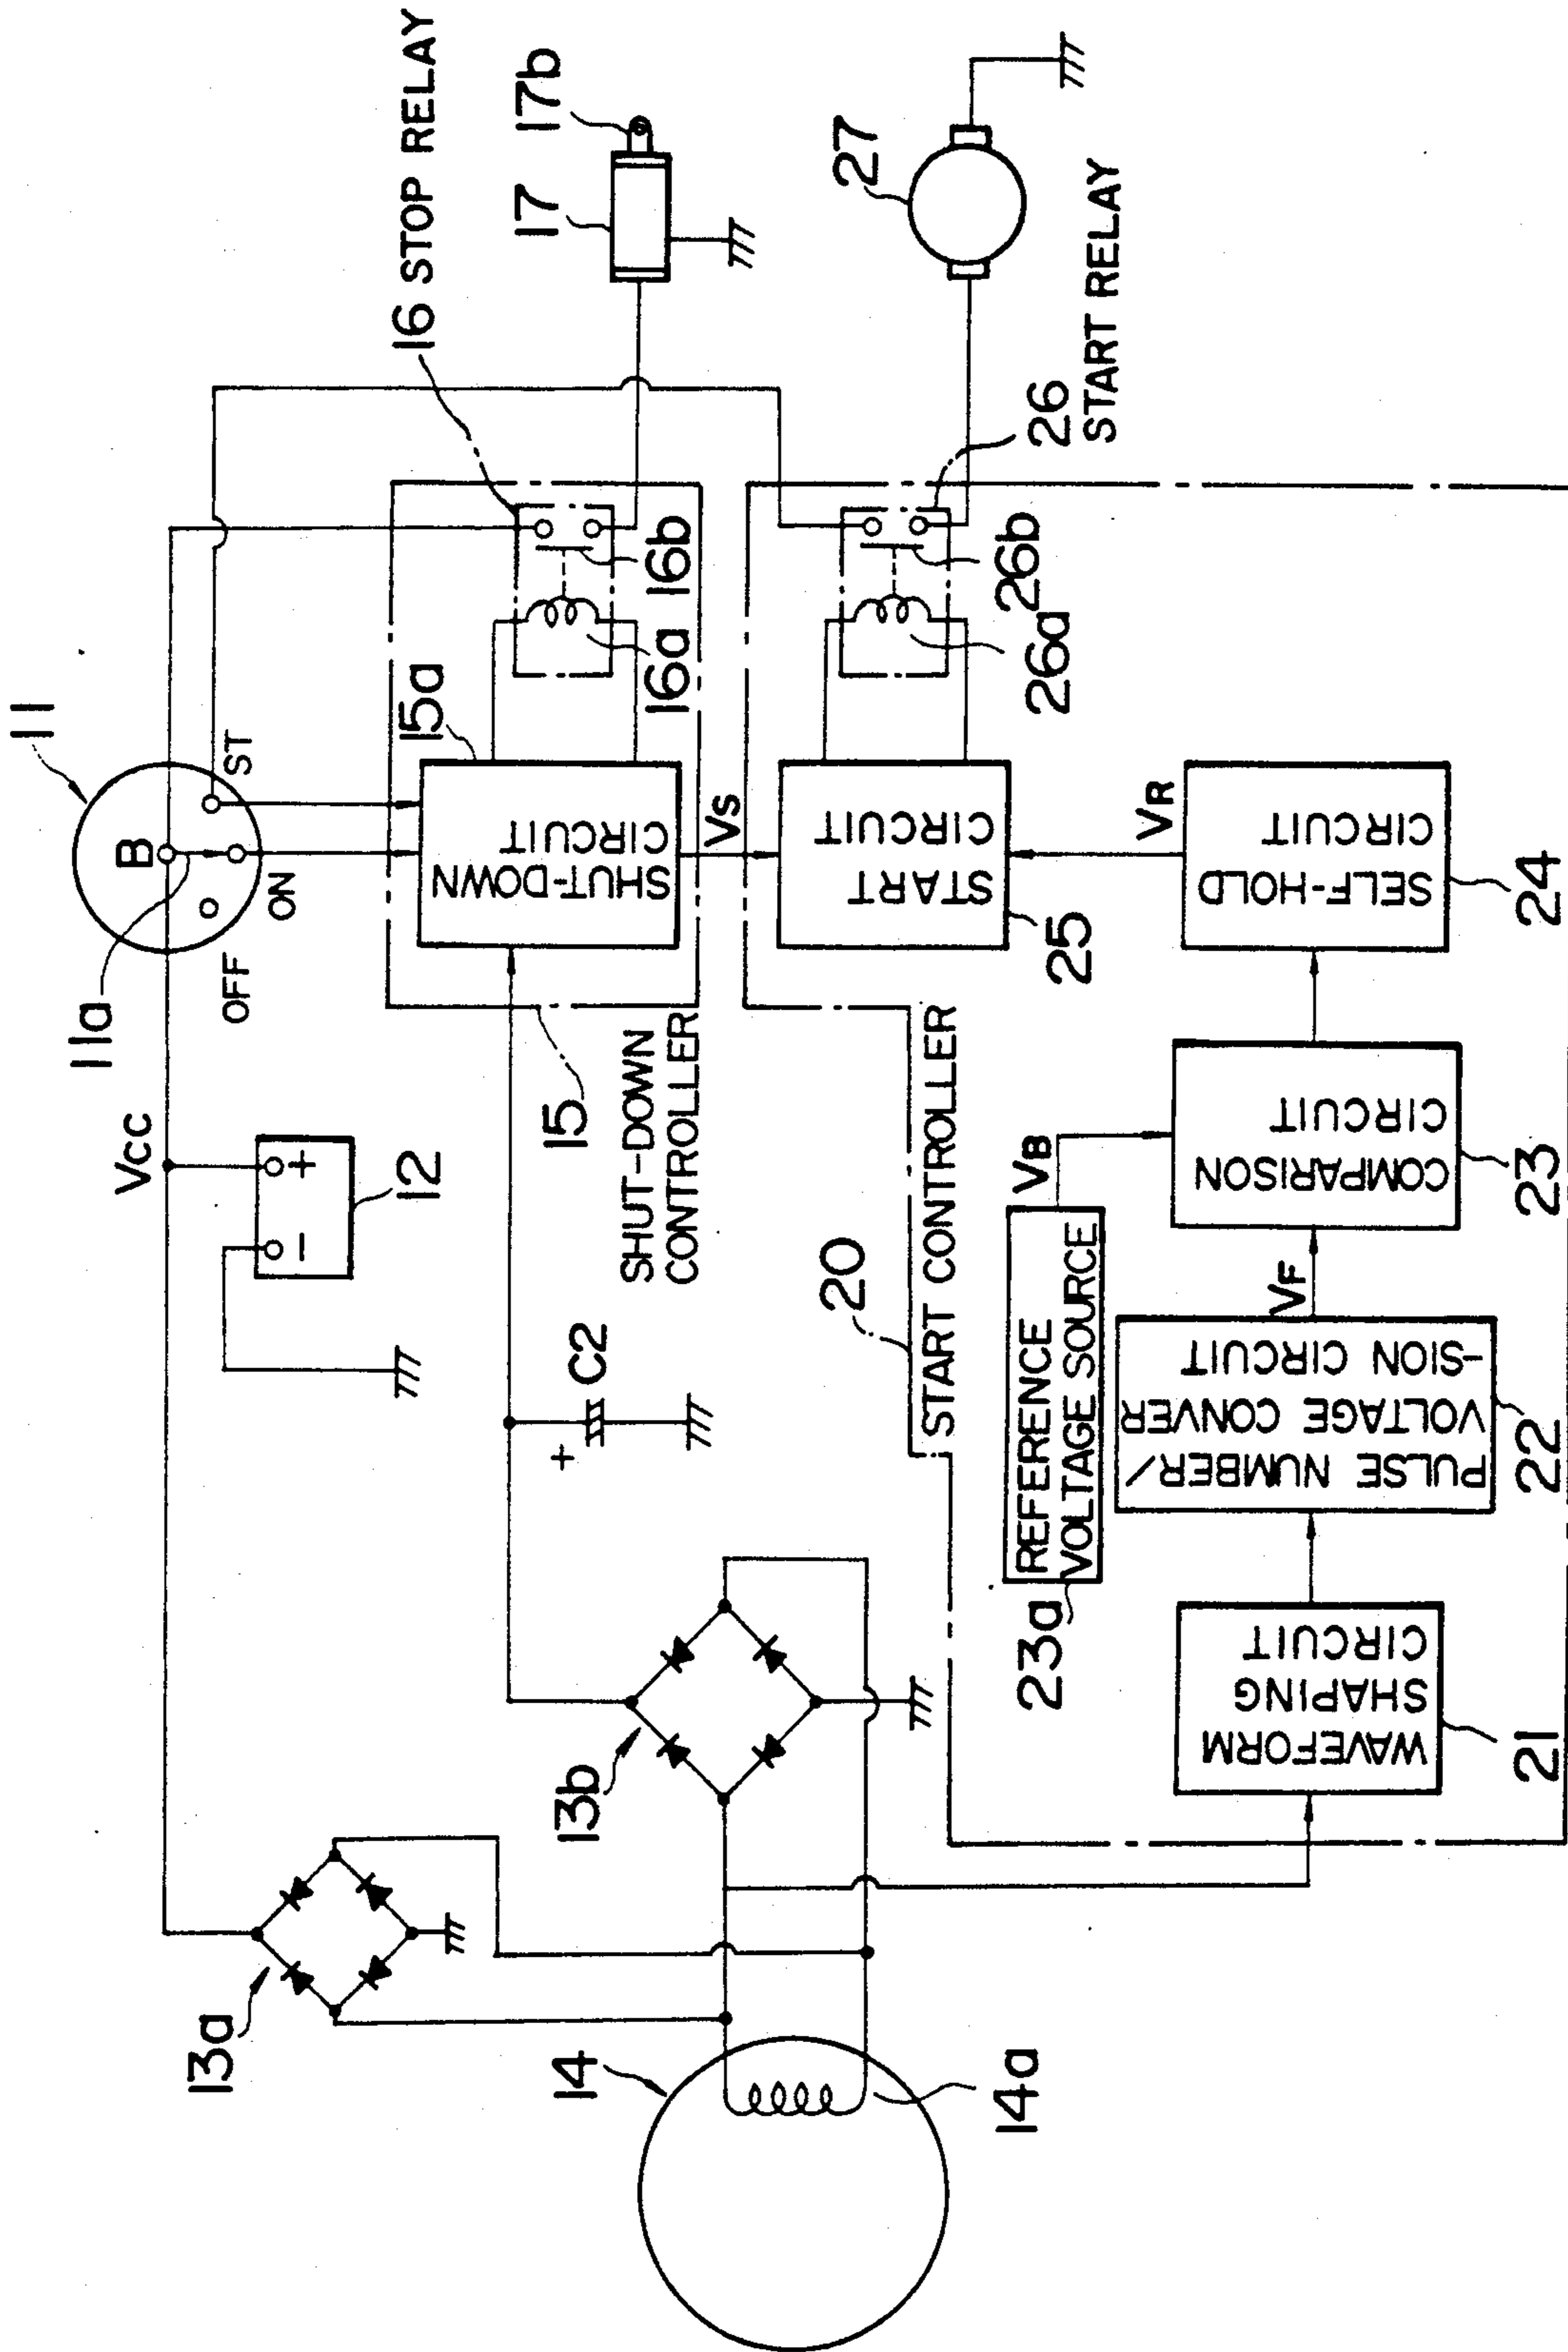 11
11a
B
OFF
ON
ST
Vcc
12
−
+
13a
16 STOP RELAY
17
17b
15a
SHUT-DOWN
CIRCUIT
16a
16b
15
SHUT-DOWN
CONTROLLER
C2
+
13b
14
14a
VS
27
26
START RELAY
START
CIRCUIT
25
26a
26b
20
START CONTROLLER
23a
REFERENCE
VOLTAGE SOURCE
VB
VR
WAVEFORM
SHAPING
CIRCUIT
21
PULSE NUMBER/
VOLTAGE CONVER
-SION CIRCUIT
22
VF
COMPARISON
CIRCUIT
23
SELF-HOLD
CIRCUIT
24